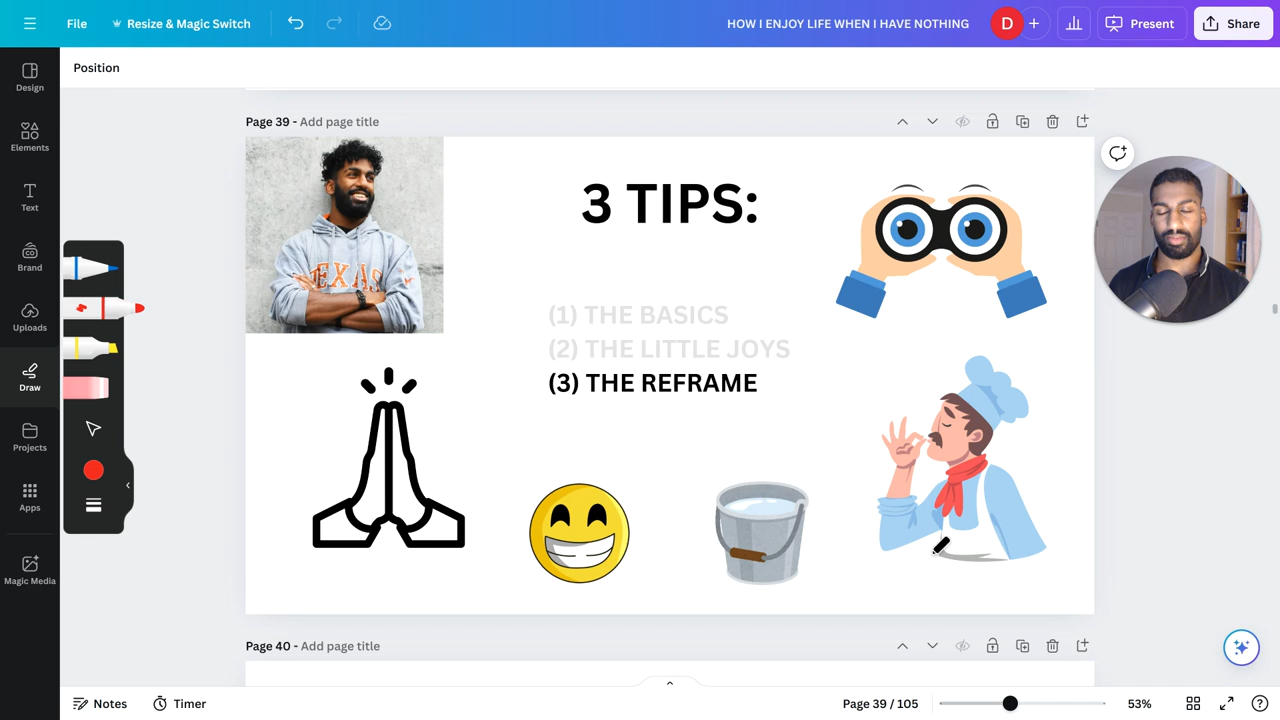 File
Resize & Magic Switch
HOW I ENJOY LIFE WHEN I HAVE NOTHING
D
Present
Share
Position
Design
Elements
Text
Brand
Uploads
Draw
Projects
Apps
Magic Media
Page 39 - Add page title
3 TIPS:
TEXAS
(1) THE BASICS
(2) THE LITTLE JOYS
(3) THE REFRAME
Page 40 - Add page title
Notes
Timer
Page 39 / 105
53%